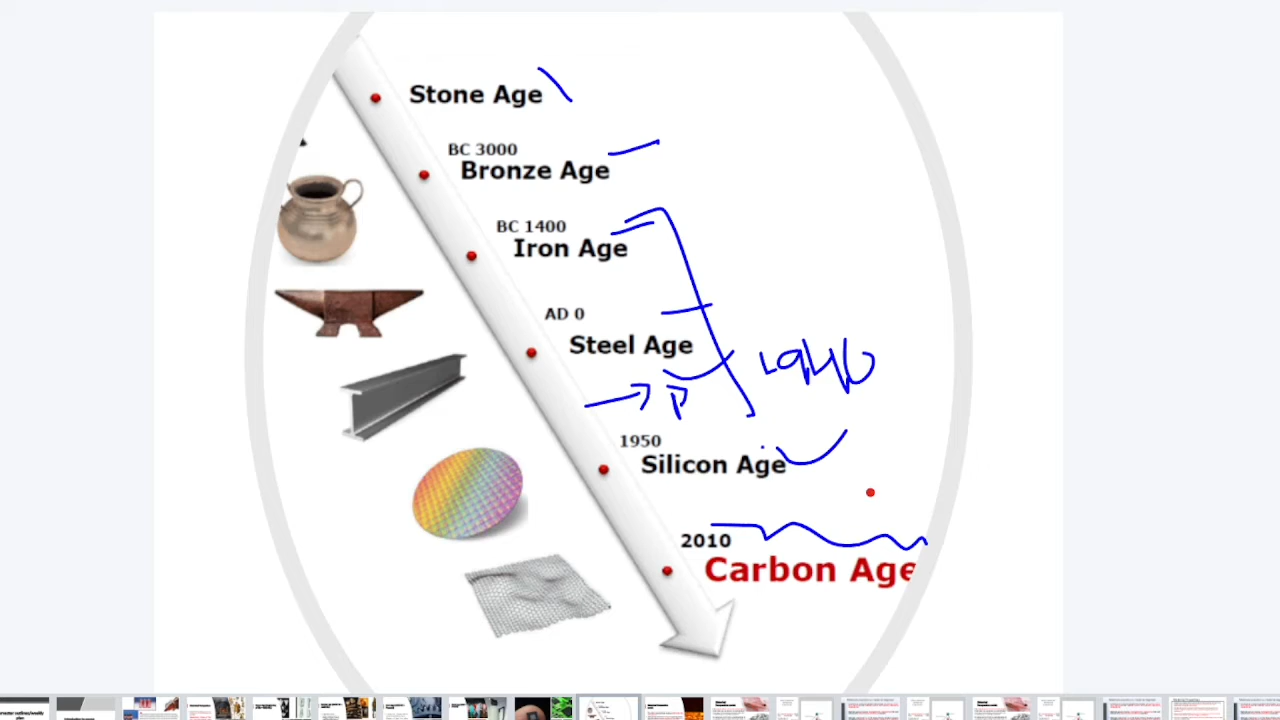 Stone Age
BC 3000
Bronze Age
BC 1400
Iron Age
AD 0
Steel Age
1940
P
1950
Silicon Age
2010
Carbon Age